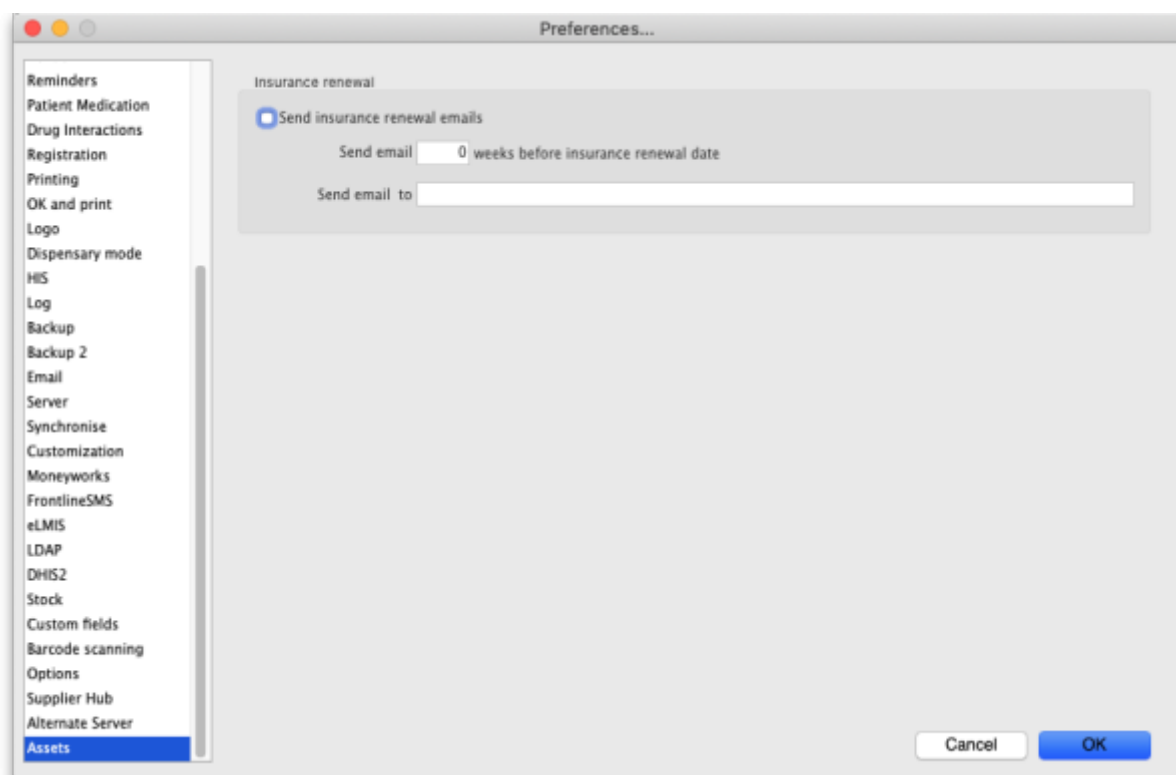 Preferences...
Reminders
Patient Medication
Drug Interactions
Registration
Printing
OK and print
Logo
Dispensary mode
HIS
Log
Backup
Backup 2
Email
Server
Synchronise
Customization
Moneyworks
FrontlineSMS
eLMIS
LDAP
DHIS2
Stock
Custom fields
Barcode scanning
Options
Supplier Hub
Alternate Server
Assets
Insurance renewal
Send insurance renewal emails
Send email 0 weeks before insurance renewal date
Send email to
Cancel OK